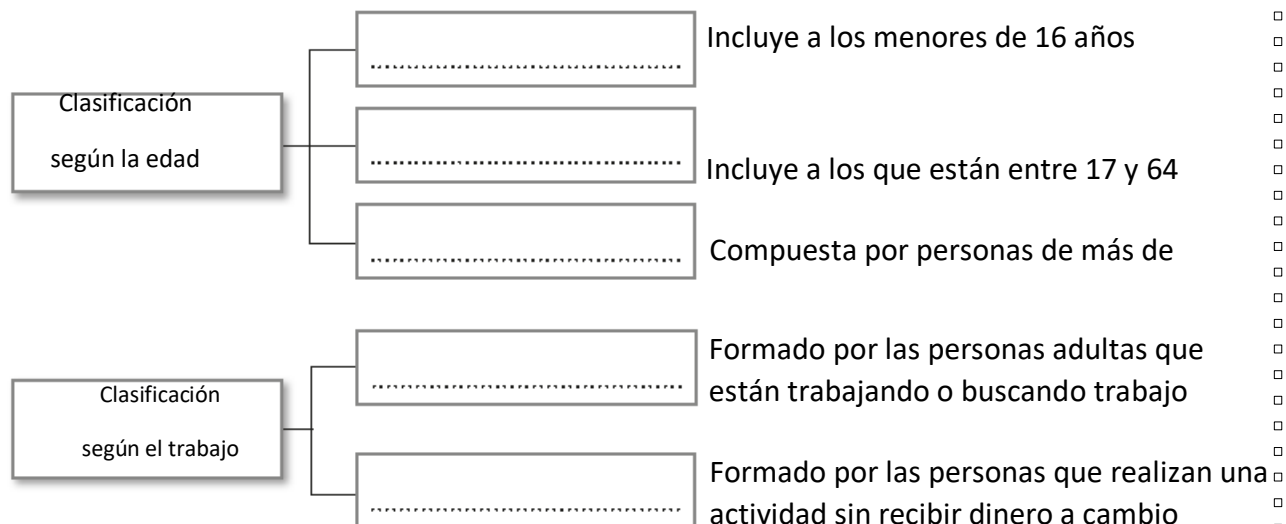 Incluye a los menores de 16 años
Clasificación
según la edad
Incluye a los que están entre 17 y 64
Compuesta por personas de más de
Formado por las personas adultas que
están trabajando o buscando trabajo
Clasificación
según el trabajo
Formado por las personas que realizan una
actividad sin recibir dinero a cambio